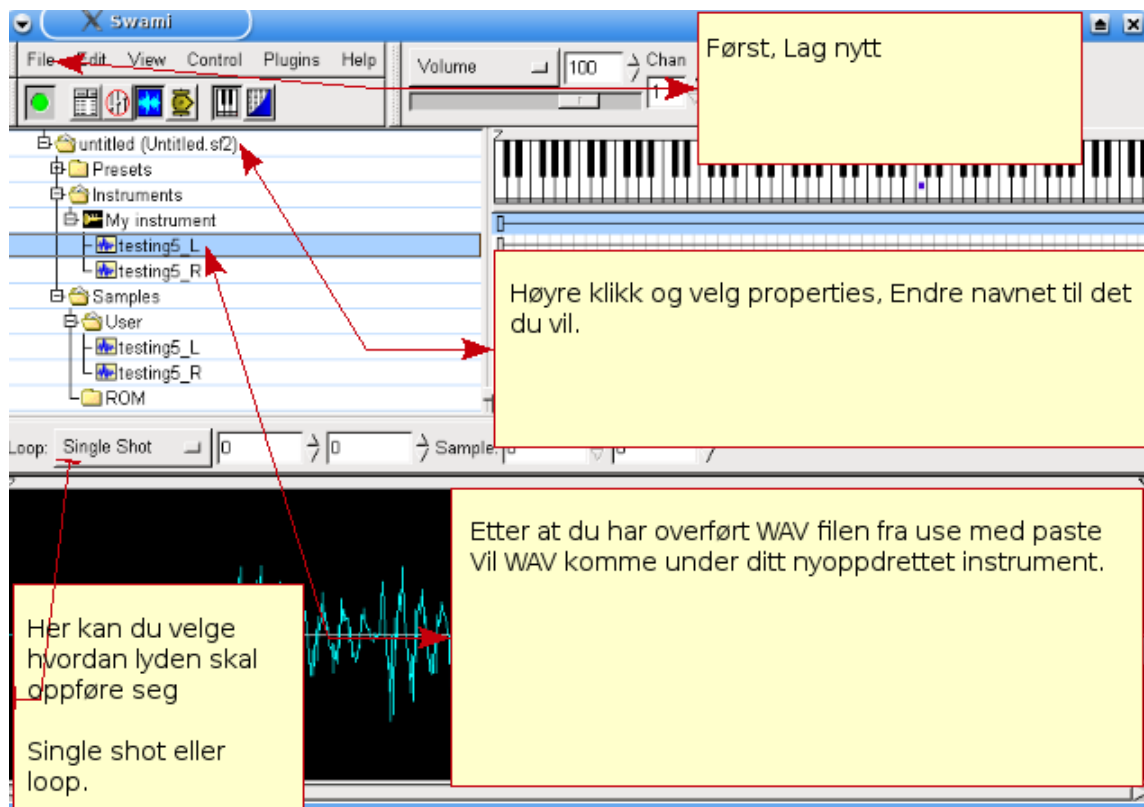 Swami
File Edit View Control Plugins Help
Volume 100 Chan
1
Først, Lag nytt
untitled (Untitled.sf2)
Presets
Instruments
My instrument
testing5_L
testing5_R
Samples
User
testing5_L
testing5_R
ROM
Høyre klikk og velg properties, Endre navnet til det
du vil.
Loop: Single Shot 0 0 Sample: 0 0
Etter at du har overført WAV filen fra use med paste
Vil WAV komme under ditt nyoppdrettet instrument.
Her kan du velge
hvordan lyden skal
oppføre seg
Single shot eller
loop.